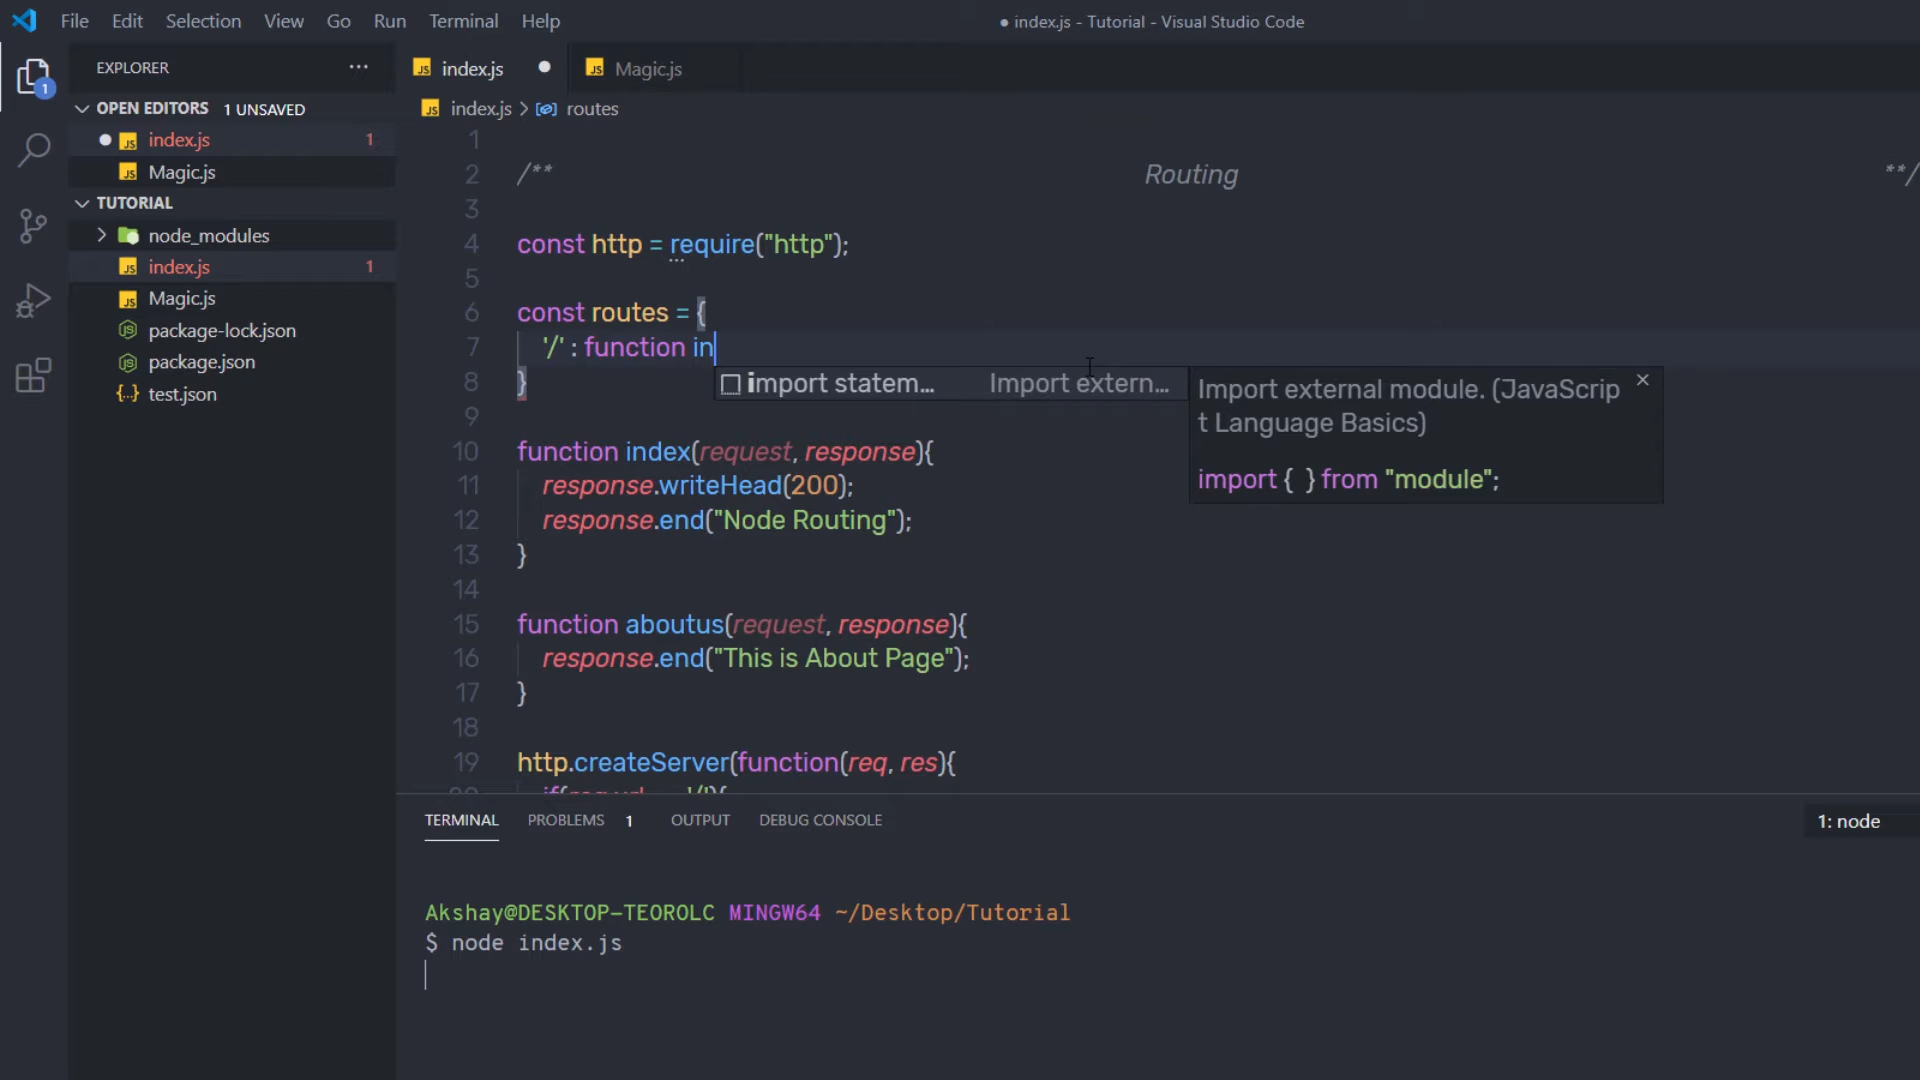 File Edit Selection View Go Run Terminal Help
● index.js - Tutorial - Visual Studio Code
EXPLORER ···
index.js ●
Magic.js
OPEN EDITORS 1 UNSAVED
index.js > routes
● index.js 1
Magic.js
TUTORIAL
node_modules
index.js 1
Magic.js
package-lock.json
package.json
test.json
1
2 /** Routing **/
3
4 const http = require("http");
5
6 const routes = {
7 '/' : function in
8 }
import statem... Import extern...
Import external module. (JavaScrip
t Language Basics)
import { } from "module";
9
10 function index(request, response){
11 response.writeHead(200);
12 response.end("Node Routing");
13 }
14
15 function aboutus(request, response){
16 response.end("This is About Page");
17 }
18
19 http.createServer(function(req, res){
TERMINAL PROBLEMS 1 OUTPUT DEBUG CONSOLE
1: node
Akshay@DESKTOP-TEOROLC MINGW64 ~/Desktop/Tutorial
$ node index.js
1